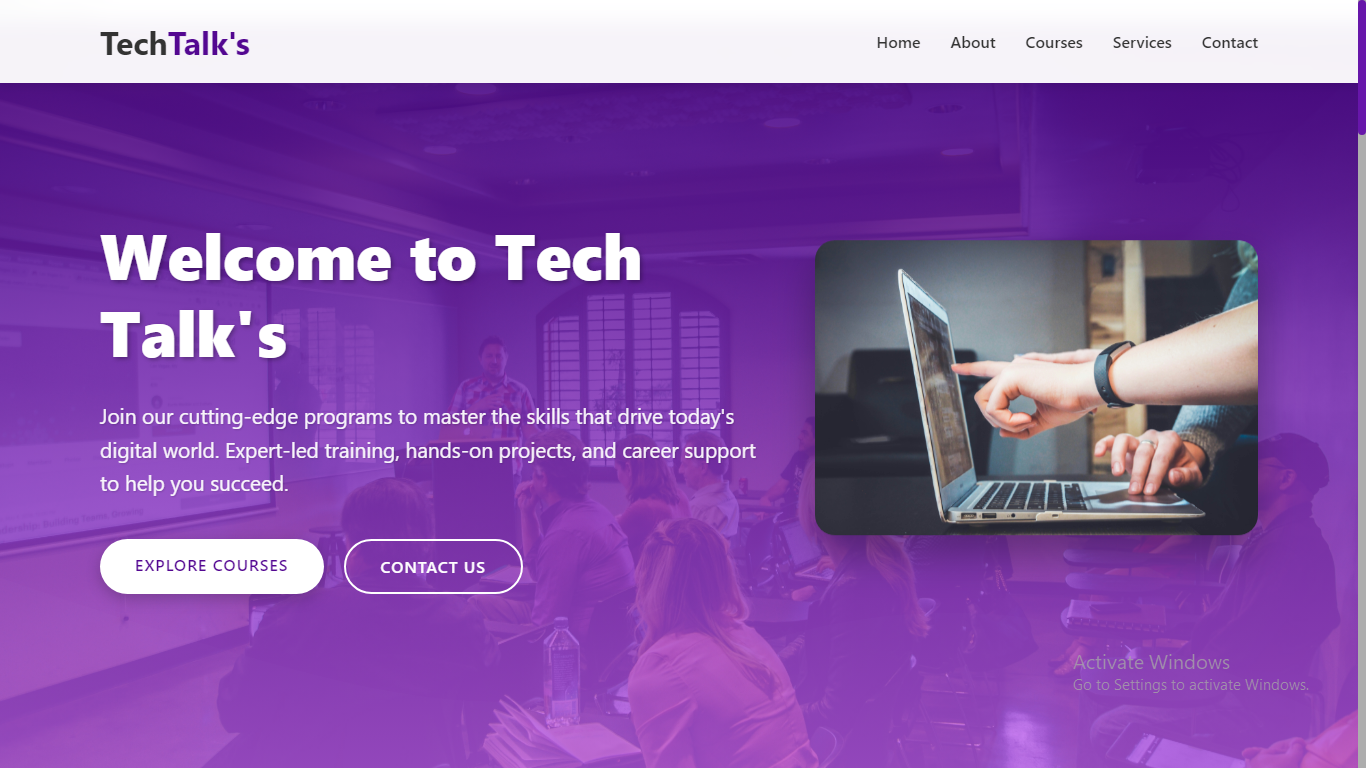 TechTalk's
Home About Courses Services Contact
Welcome to Tech
Talk's
Join our cutting-edge programs to master the skills that drive today's
digital world. Expert-led training, hands-on projects, and career support
to help you succeed.
EXPLORE COURSES CONTACT US
Activate Windows
Go to Settings to activate Windows.